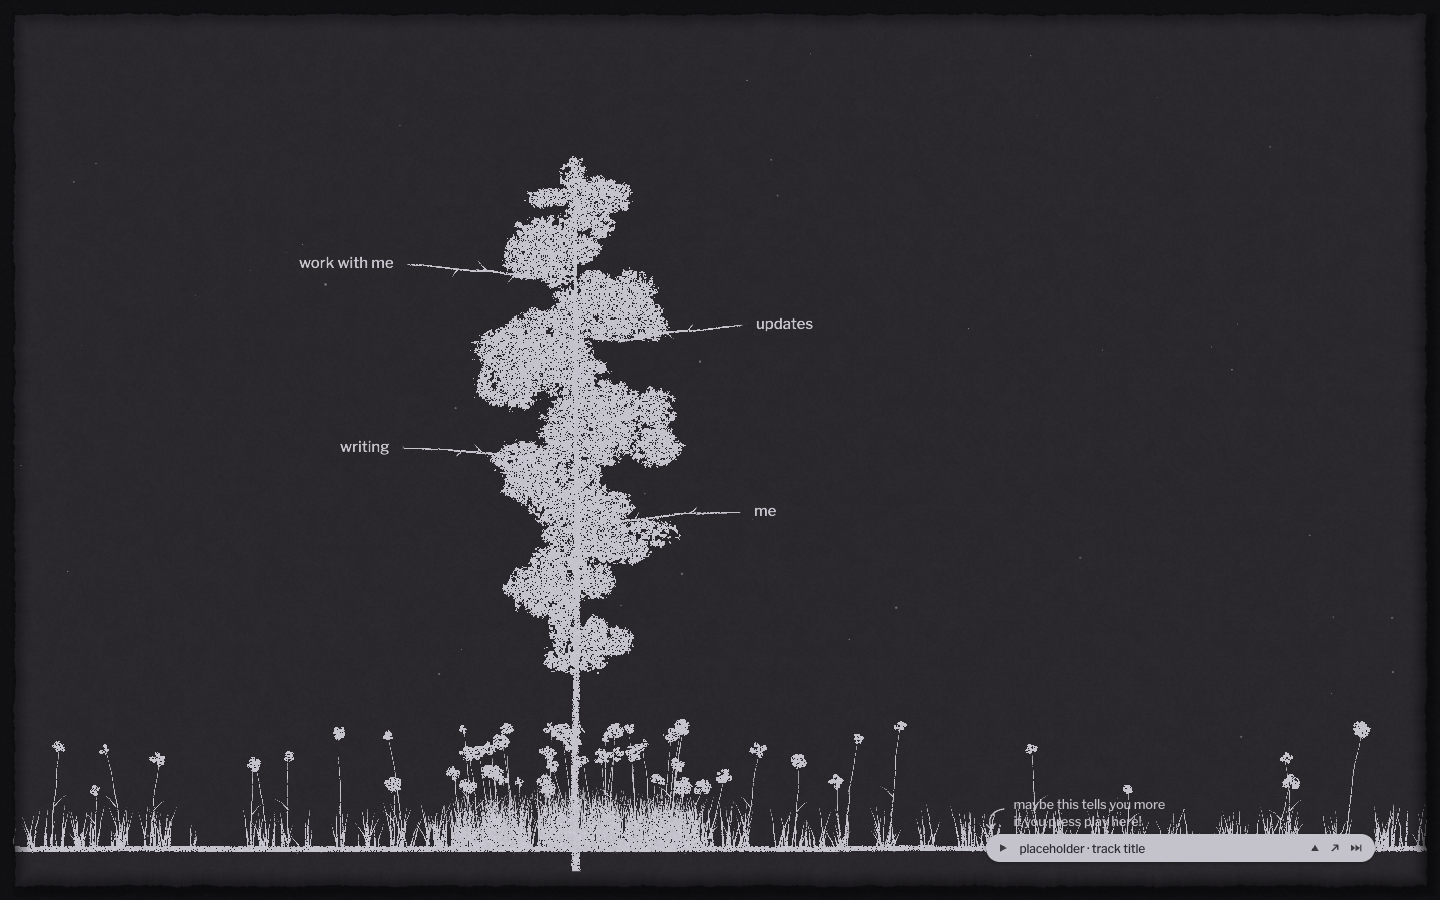 work with me
updates
writing
me
maybe this tells you more
if you press play here!
placeholder · track title